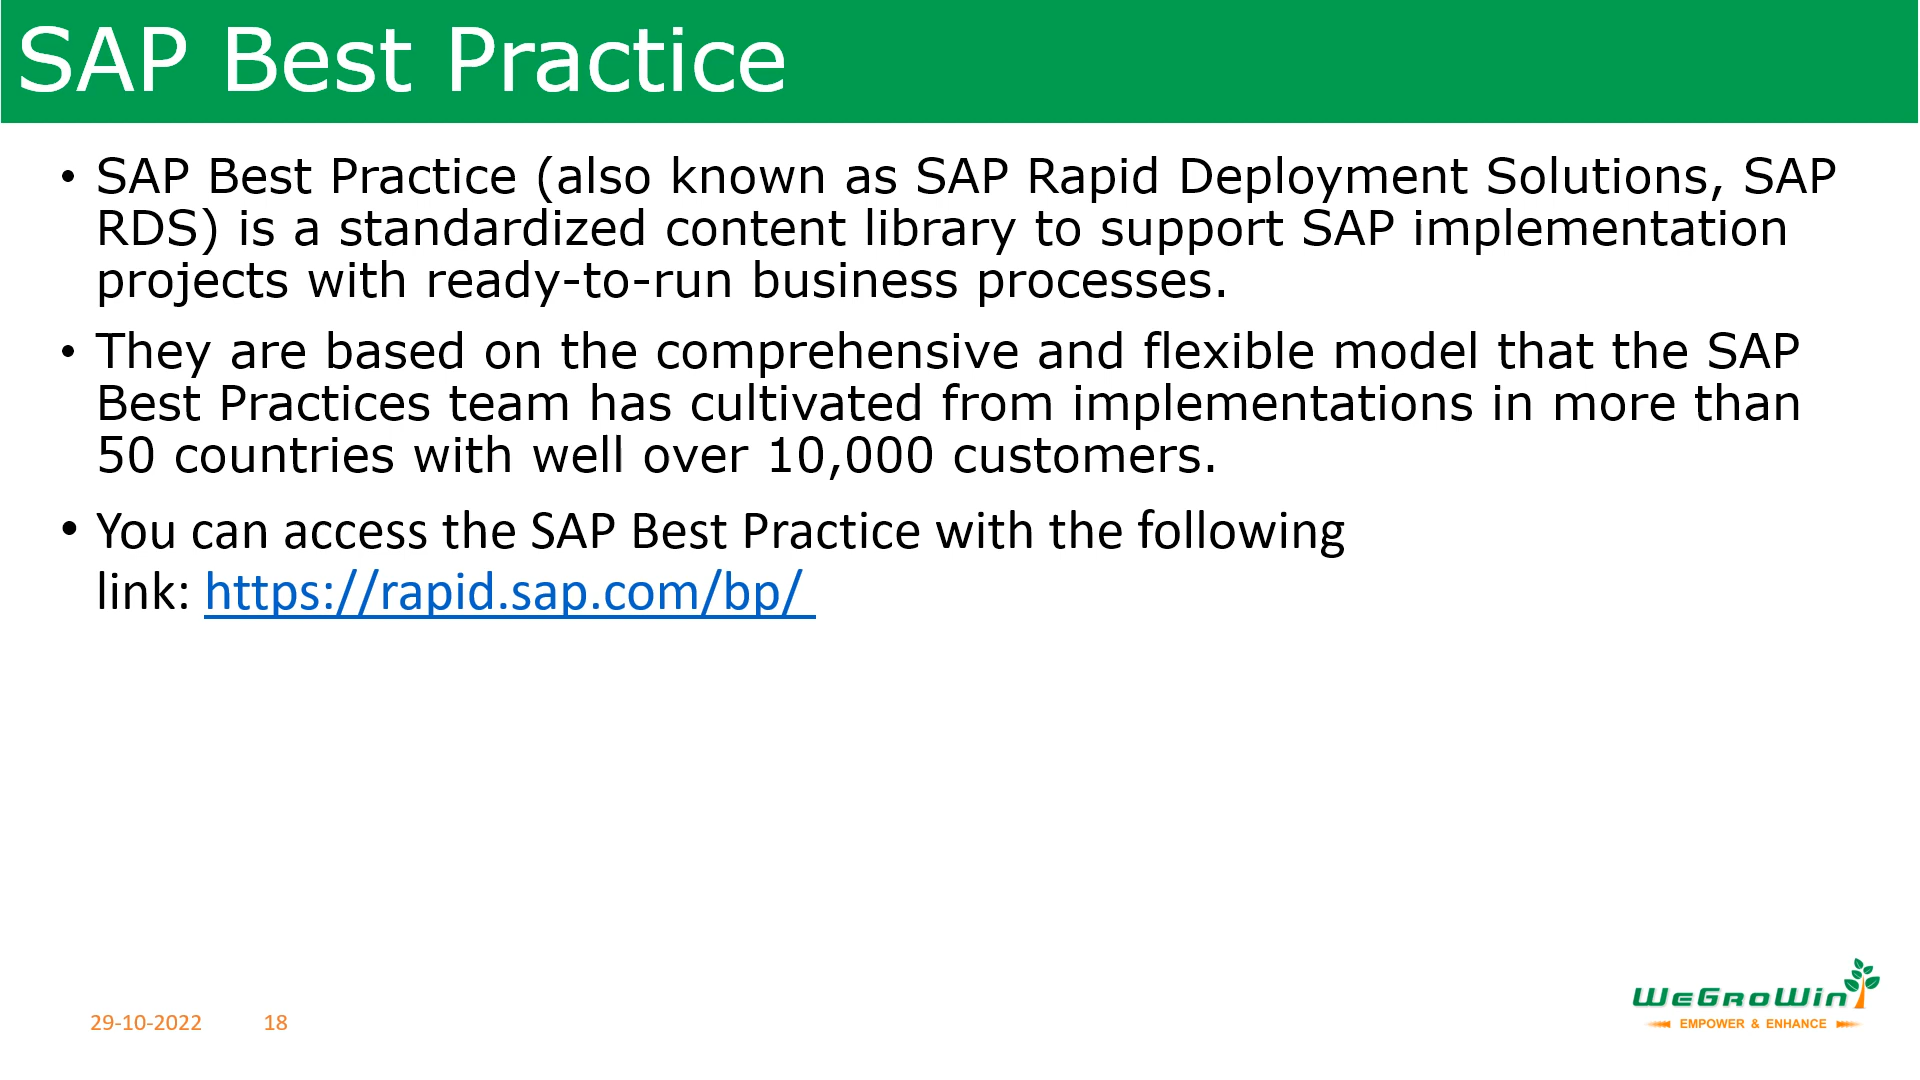 SAP Best Practice
• SAP Best Practice (also known as SAP Rapid Deployment Solutions, SAP
RDS) is a standardized content library to support SAP implementation
projects with ready-to-run business processes.
• They are based on the comprehensive and flexible model that the SAP
Best Practices team has cultivated from implementations in more than
50 countries with well over 10,000 customers.
• You can access the SAP Best Practice with the following
link: https://rapid.sap.com/bp/
29-10-2022 18
WeGroWin
EMPOWER & ENHANCE